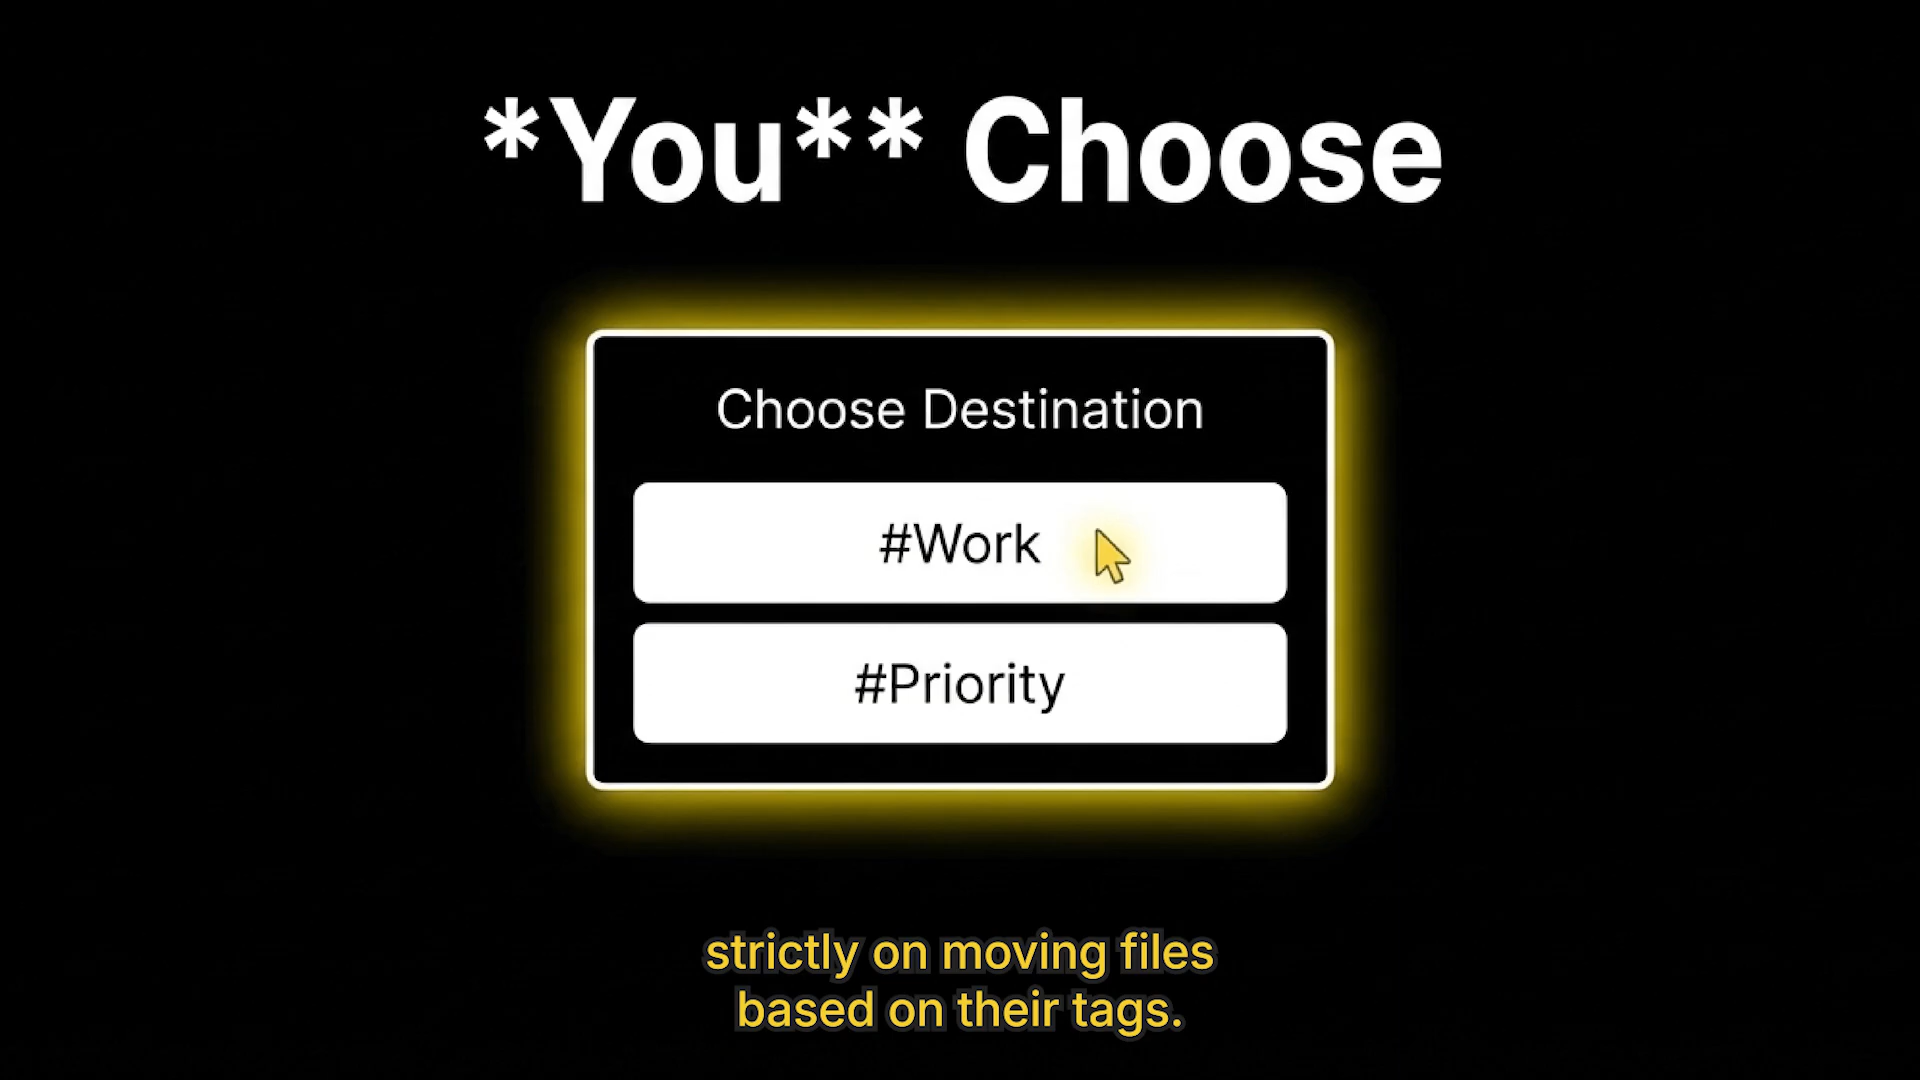 *You** Choose
Choose Destination
#Work
#Priority
strictly on moving files
based on their tags.